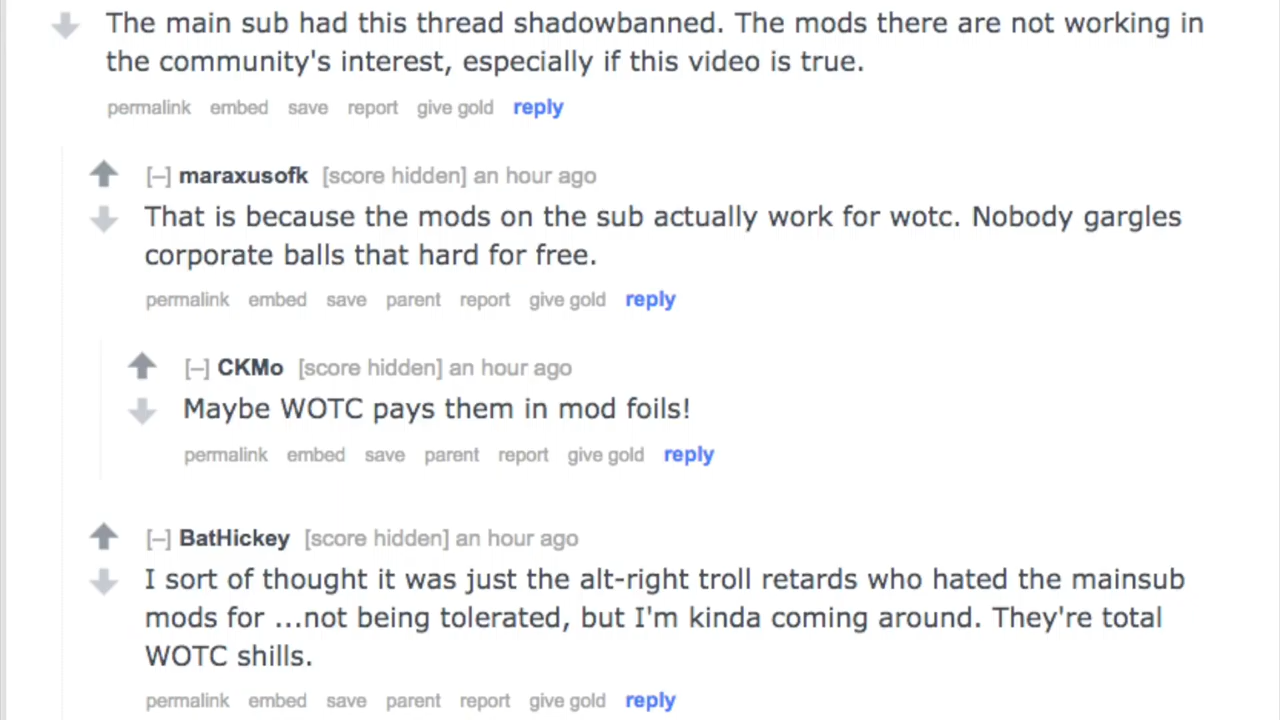 The main sub had this thread shadowbanned. The mods there are not working in
the community's interest, especially if this video is true.
permalink embed save report give gold reply
[–] maraxusofk [score hidden] an hour ago
That is because the mods on the sub actually work for wotc. Nobody gargles
corporate balls that hard for free.
permalink embed save parent report give gold reply
[–] CKMo [score hidden] an hour ago
Maybe WOTC pays them in mod foils!
permalink embed save parent report give gold reply
[–] BatHickey [score hidden] an hour ago
I sort of thought it was just the alt-right troll retards who hated the mainsub
mods for ...not being tolerated, but I'm kinda coming around. They're total
WOTC shills.
permalink embed save parent report give gold reply